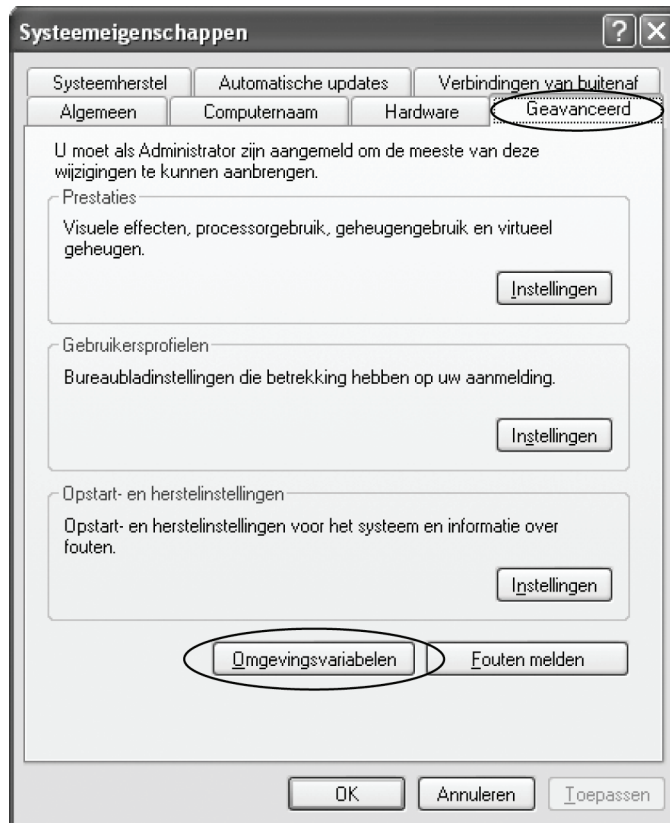 Systeemeigenschappen
Systeemherstel Automatische updates Verbindingen van buitenaf
Algemeen Computernaam Hardware Geavanceerd
U moet als Administrator zijn aangemeld om de meeste van deze
wijzigingen te kunnen aanbrengen.
Prestaties
Visuele effecten, processorgebruik, geheugengebruik en virtueel
geheugen.
Instellingen
Gebruikersprofielen
Bureaubladinstellingen die betrekking hebben op uw aanmelding.
Instellingen
Opstart- en herstelinstellingen
Opstart- en herstelinstellingen voor het systeem en informatie over
fouten.
Instellingen
Omgevingsvariabelen Fouten melden
OK Annuleren Toepassen